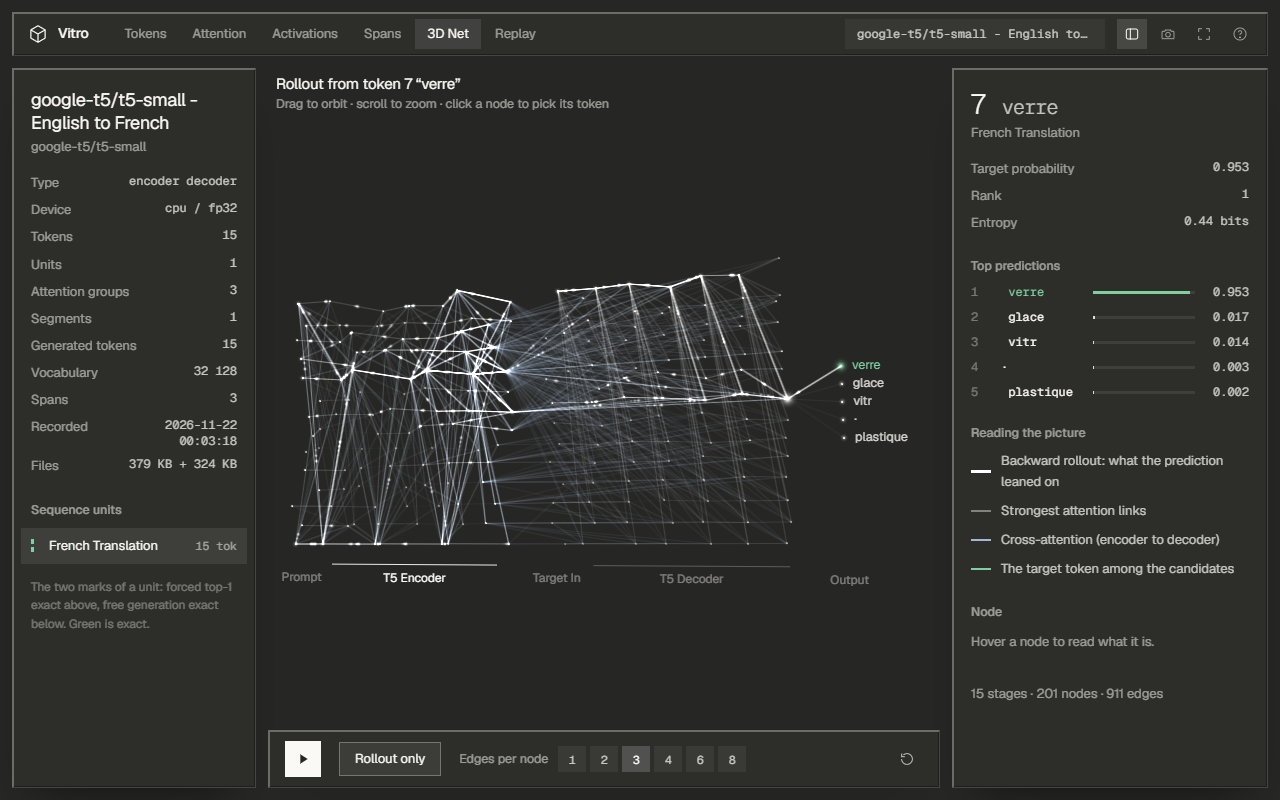 Vitro
Tokens
Attention
Activations
Spans
3D Net
Replay
google-t5/t5-small - English to…
google-t5/t5-small -
English to French
google-t5/t5-small
Type encoder decoder
Device cpu / fp32
Tokens 15
Units 1
Attention groups 3
Segments 1
Generated tokens 15
Vocabulary 32 128
Spans 3
Recorded 2026-11-22
00:03:18
Files 379 KB + 324 KB
Sequence units
French Translation 15 tok
The two marks of a unit: forced top-1
exact above, free generation exact
below. Green is exact.
Rollout from token 7 “verre”
Drag to orbit · scroll to zoom · click a node to pick its token
verre
glace
vitr
·
plastique
Prompt
T5 Encoder
Target In
T5 Decoder
Output
Rollout only
Edges per node
1
2
3
4
6
8
7 verre
French Translation
Target probability 0.953
Rank 1
Entropy 0.44 bits
Top predictions
1 verre 0.953
2 glace 0.017
3 vitr 0.014
4 · 0.003
5 plastique 0.002
Reading the picture
Backward rollout: what the prediction
leaned on
Strongest attention links
Cross-attention (encoder to decoder)
The target token among the candidates
Node
Hover a node to read what it is.
15 stages · 201 nodes · 911 edges